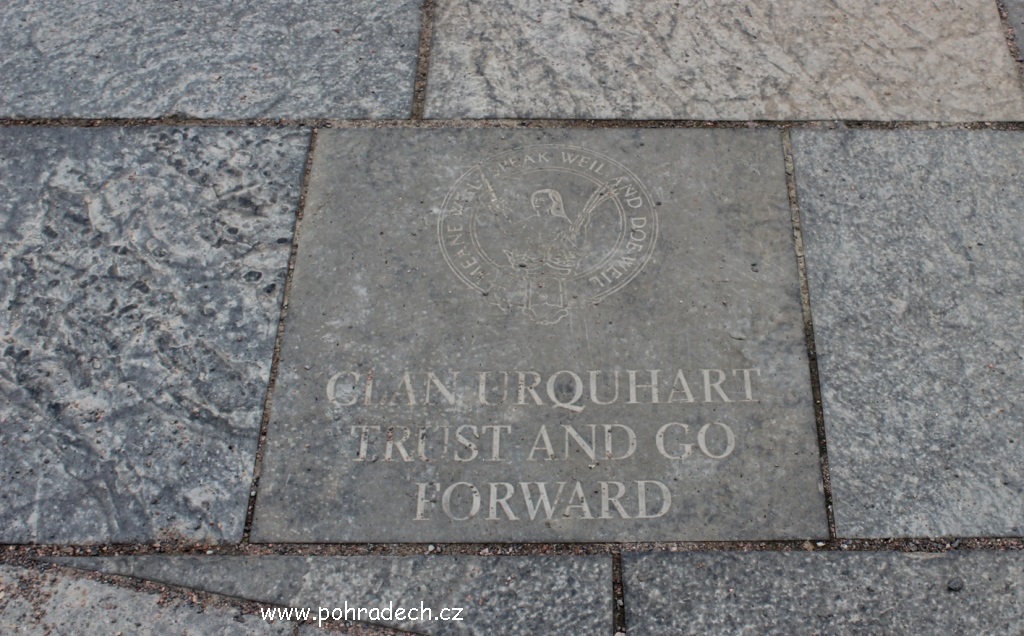 MEANE WEIL SPEAK WEIL AND DOE WEIL
CLAN URQUHART
TRUST AND GO
FORWARD
www.pohradech.cz